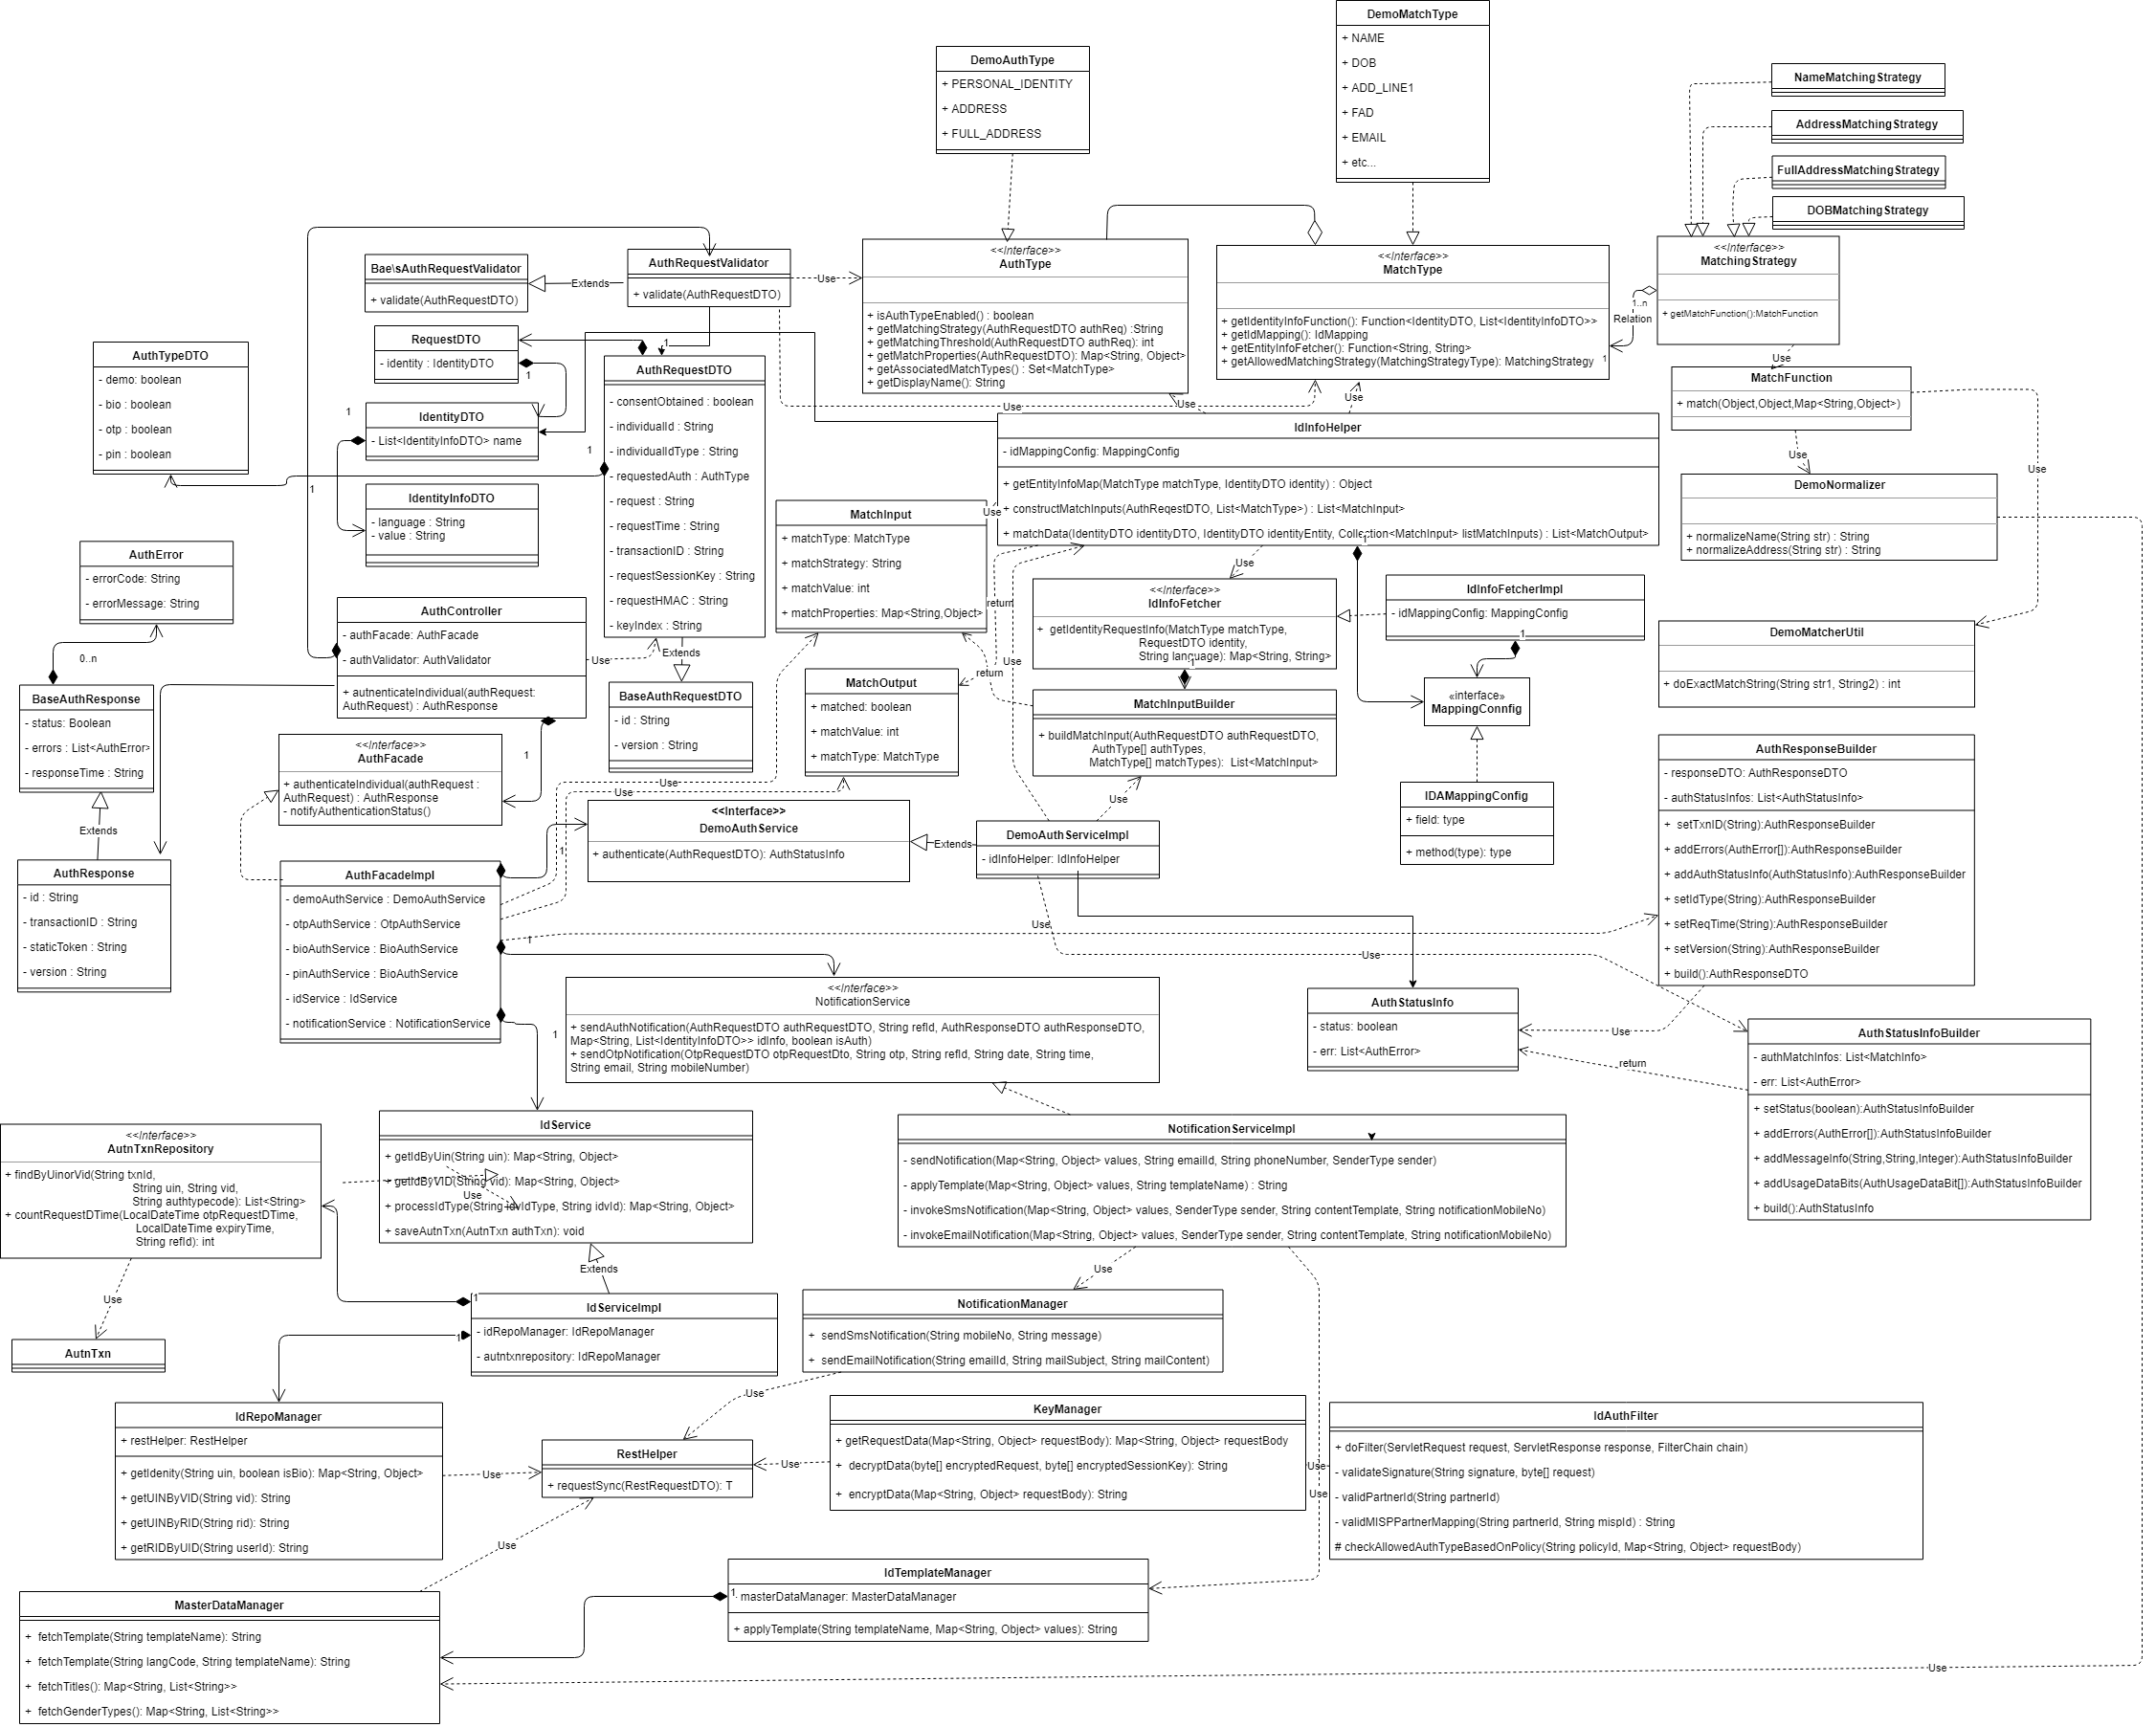 DemoMatchType
+ NAME
+ DOB
+ ADD_LINE1
+ FAD
+ EMAIL
+ etc...
DemoAuthType
+ PERSONAL_IDENTITY
+ ADDRESS
+ FULL_ADDRESS
NameMatchingStrategy
AddressMatchingStrategy
FullAddressMatchingStrategy
DOBMatchingStrategy
<<Interface>>
MatchingStrategy
+ getMatchFunction():MatchFunction
1..n
Relation
1
Use
Bae\sAuthRequestValidator
+ validate(AuthRequestDTO)
Extends
AuthRequestValidator
+ validate(AuthRequestDTO)
Use
<<Interface>>
AuthType
+ isAuthTypeEnabled() : boolean
+ getMatchingStrategy(AuthRequestDTO authReq) :String
+ getMatchingThreshold(AuthRequestDTO authReq): int
+ getMatchProperties(AuthRequestDTO): Map<String, Object>
+ getAssociatedMatchTypes() : Set<MatchType>
+ getDisplayName(): String
<<Interface>>
MatchType
+ getIdentityInfoFunction(): Function<IdentityDTO, List<IdentityInfoDTO>>
+ getIdMapping(): IdMapping
+ getEntityInfoFetcher(): Function<String, String>
+ getAllowedMatchingStrategy(MatchingStrategyType): MatchingStrategy
Use
Use
Use
MatchFunction
+ match(Object,Object,Map<String,Object>)
Use
Use
DemoNormalizer
+ normalizeName(String str) : String
+ normalizeAddress(String str) : String
DemoMatcherUtil
+ doExactMatchString(String str1, String2) : int
AuthTypeDTO
- demo: boolean
- bio : boolean
- otp : boolean
- pin : boolean
RequestDTO
- identity : IdentityDTO
1
1
IdentityDTO
- List<IdentityInfoDTO> name
IdentityInfoDTO
- language : String
- value : String
1
1
1
AuthRequestDTO
- consentObtained : boolean
- individualId : String
- individualIdType : String
- requestedAuth : AuthType
- request : String
- requestTime : String
- transactionID : String
- requestSessionKey : String
- requestHMAC : String
- keyIndex : String
Extends
BaseAuthRequestDTO
- id : String
- version : String
IdInfoHelper
- idMappingConfig: MappingConfig
+ getEntityInfoMap(MatchType matchType, IdentityDTO identity) : Object
+ constructMatchInputs(AuthReqestDTO, List<MatchType>) : List<MatchInput>
+ matchData(IdentityDTO identityDTO, IdentityDTO identityEntity, Collection<MatchInput> listMatchInputs) : List<MatchOutput>
Use
1
Use
return
return
Use
MatchInput
+ matchType: MatchType
+ matchStrategy: String
+ matchValue: int
+ matchProperties: Map<String,Object>
MatchOutput
+ matched: boolean
+ matchValue: int
+ matchType: MatchType
<<Interface>>
IdInfoFetcher
+  getIdentityRequestInfo(MatchType matchType,
RequestDTO identity,
String language): Map<String, String>
1
IdInfoFetcherImpl
- idMappingConfig: MappingConfig
1
«interface»
MappingConnfig
IDAMappingConfig
+ field: type
+ method(type): type
MatchInputBuilder
+ buildMatchInput(AuthRequestDTO authRequestDTO,
AuthType[] authTypes,
MatchType[] matchTypes):  List<MatchInput>
Use
AuthError
- errorCode: String
- errorMessage: String
0..n
BaseAuthResponse
- status: Boolean
- errors : List<AuthError>
- responseTime : String
Extends
AuthResponse
- id : String
- transactionID : String
- staticToken : String
- version : String
AuthController
- authFacade: AuthFacade
- authValidator: AuthValidator
+ autnenticateIndividual(authRequest:
AuthRequest) : AuthResponse
Use
1
<<Interface>>
AuthFacade
+ authenticateIndividual(authRequest :
AuthRequest) : AuthResponse
- notifyAuthenticationStatus()
AuthFacadeImpl
- demoAuthService : DemoAuthService
- otpAuthService : OtpAuthService
- bioAuthService : BioAuthService
- pinAuthService : BioAuthService
- idService : IdService
- notificationService : NotificationService
1
Use
Use
1
1
Use
<<Interface>>
DemoAuthService
+ authenticate(AuthRequestDTO): AuthStatusInfo
Extends
DemoAuthServiceImpl
- idInfoHelper: IdInfoHelper
Use
AuthResponseBuilder
- responseDTO: AuthResponseDTO
- authStatusInfos: List<AuthStatusInfo>
+  setTxnID(String):AuthResponseBuilder
+ addErrors(AuthError[]):AuthResponseBuilder
+ addAuthStatusInfo(AuthStatusInfo):AuthResponseBuilder
+ setIdType(String):AuthResponseBuilder
+ setReqTime(String):AuthResponseBuilder
+ setVersion(String):AuthResponseBuilder
+ build():AuthResponseDTO
Use
AuthStatusInfo
- status: boolean
- err: List<AuthError>
return
AuthStatusInfoBuilder
- authMatchInfos: List<MatchInfo>
- err: List<AuthError>
+ setStatus(boolean):AuthStatusInfoBuilder
+ addErrors(AuthError[]):AuthStatusInfoBuilder
+ addMessageInfo(String,String,Integer):AuthStatusInfoBuilder
+ addUsageDataBits(AuthUsageDataBit[]):AuthStatusInfoBuilder
+ build():AuthStatusInfo
<<Interface>>
NotificationService
+ sendAuthNotification(AuthRequestDTO authRequestDTO, String refId, AuthResponseDTO authResponseDTO,
Map<String, List<IdentityInfoDTO>> idInfo, boolean isAuth)
+ sendOtpNotification(OtpRequestDTO otpRequestDto, String otp, String refId, String date, String time,
String email, String mobileNumber)
NotificationServiceImpl
- sendNotification(Map<String, Object> values, String emailId, String phoneNumber, SenderType sender)
- applyTemplate(Map<String, Object> values, String templateName) : String
- invokeSmsNotification(Map<String, Object> values, SenderType sender, String contentTemplate, String notificationMobileNo)
- invokeEmailNotification(Map<String, Object> values, SenderType sender, String contentTemplate, String notificationMobileNo)
Use
<<Interface>>
AutnTxnRepository
+ findByUinorVid(String txnId,
String uin, String vid,
String authtypecode): List<String>
+ countRequestDTime(LocalDateTime otpRequestDTime,
LocalDateTime expiryTime,
String refId): int
Use
AutnTxn
IdService
+ getIdByUin(String uin): Map<String, Object>
+ getIdByVID(String vid): Map<String, Object>
Use
+ processIdType(String idvIdType, String idvId): Map<String, Object>
+ saveAutnTxn(AutnTxn authTxn): void
Extends
IdServiceImpl
- idRepoManager: IdRepoManager
- autntxnrepository: IdRepoManager
1
1
NotificationManager
+  sendSmsNotification(String mobileNo, String message)
+  sendEmailNotification(String emailId, String mailSubject, String mailContent)
Use
IdRepoManager
+ restHelper: RestHelper
+ getIdenity(String uin, boolean isBio): Map<String, Object>
+ getUINByVID(String vid): String
+ getUINByRID(String rid): String
+ getRIDByUID(String userId): String
Use
RestHelper
+ requestSync(RestRequestDTO): T
Use
KeyManager
+ getRequestData(Map<String, Object> requestBody): Map<String, Object> requestBody
+  decryptData(byte[] encryptedRequest, byte[] encryptedSessionKey): String
+  encryptData(Map<String, Object> requestBody): String
Use
Use
IdAuthFilter
+ doFilter(ServletRequest request, ServletResponse response, FilterChain chain)
- validateSignature(String signature, byte[] request)
- validPartnerId(String partnerId)
- validMISPPartnerMapping(String partnerId, String mispId) : String
# checkAllowedAuthTypeBasedOnPolicy(String policyId, Map<String, Object> requestBody)
Use
MasterDataManager
+  fetchTemplate(String templateName): String
+  fetchTemplate(String langCode, String templateName): String
+  fetchTitles(): Map<String, List<String>>
+  fetchGenderTypes(): Map<String, List<String>>
IdTemplateManager
1
masterDataManager: MasterDataManager
+ applyTemplate(String templateName, Map<String, Object> values): String
Use